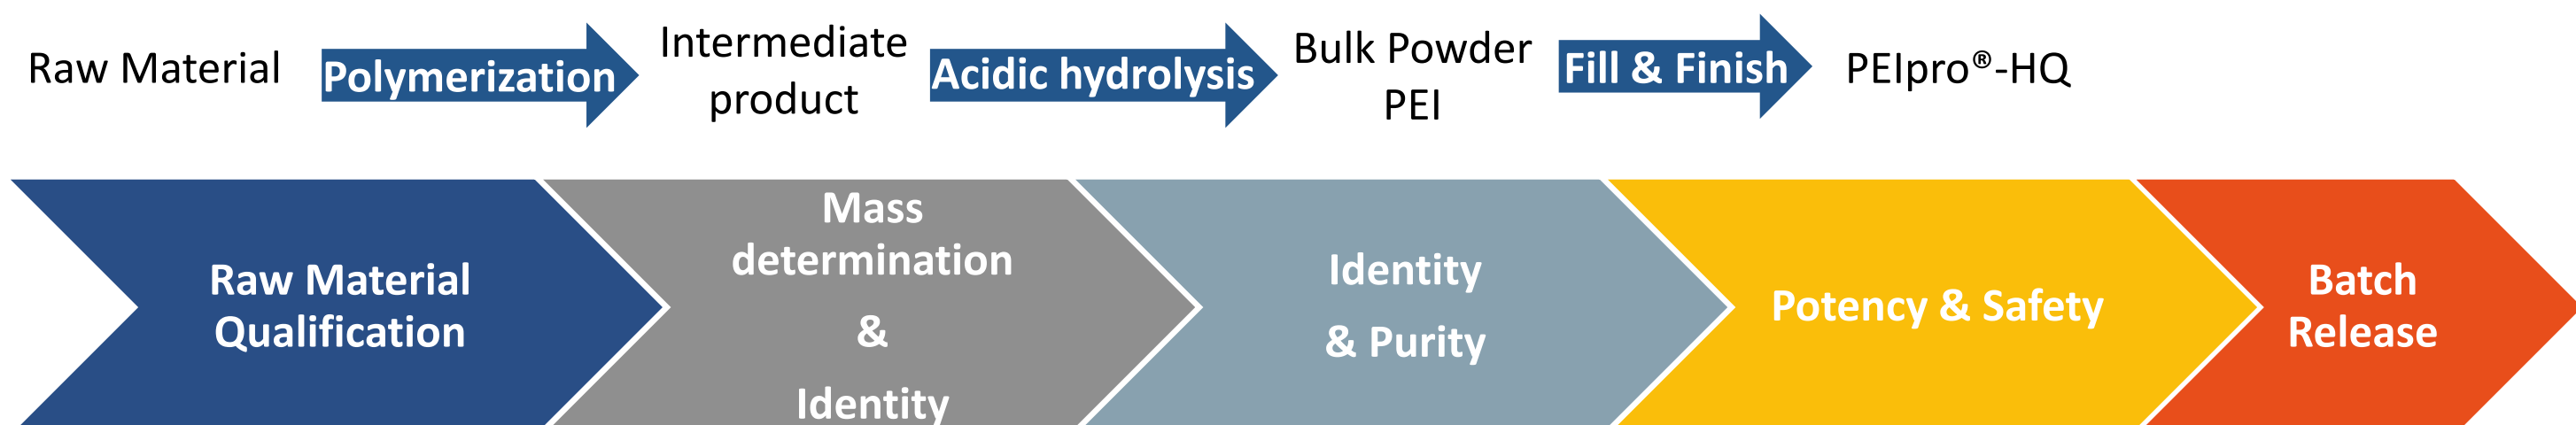 Raw Material
Polymerization
Intermediate
product
Acidic hydrolysis
Bulk Powder
PEI
Fill & Finish
PEIpro®-HQ
Raw Material
Qualification
Mass
determination
&
Identity
Identity
& Purity
Potency & Safety
Batch
Release